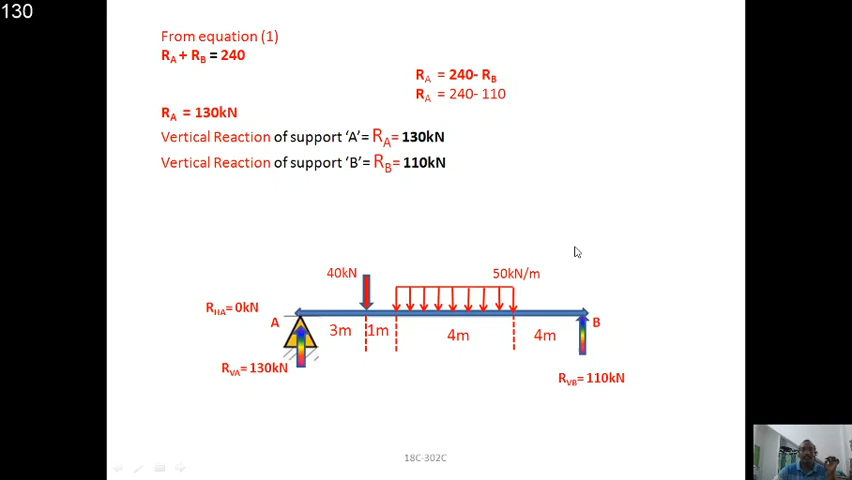 130
From equation (1)
RA + RB = 240
RA = 240- RB
RA = 240- 110
RA = 130kN
Vertical Reaction of support ‘A’= RA= 130kN
Vertical Reaction of support ‘B’= RB= 110kN
40kN
50kN/m
RHA= 0kN
A
B
3m
1m
4m
4m
RVA= 130kN
RVB= 110kN
18C-302C